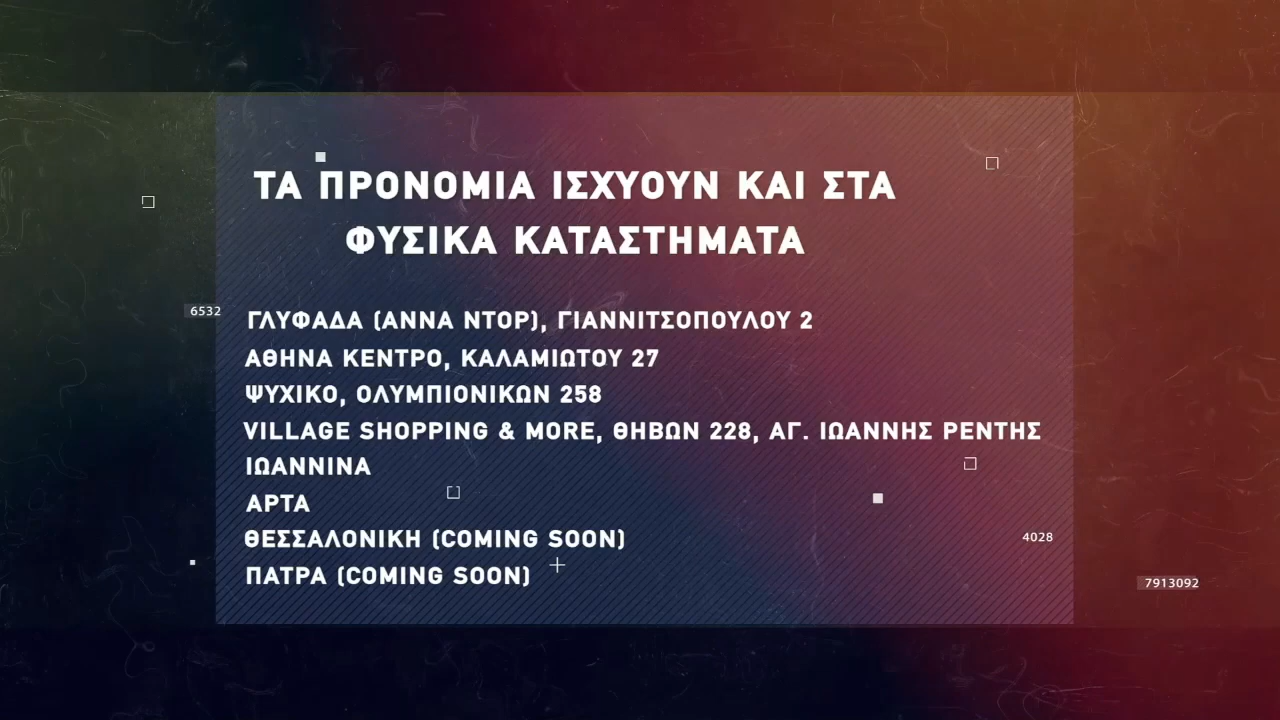 ΤΑ ΠΡΟΝΟΜΙΑ ΙΣΧΥΟΥΝ ΚΑΙ ΣΤΑ
ΦΥΣΙΚΑ ΚΑΤΑΣΤΗΜΑΤΑ
6532
ΓΛΥΦΑΔΑ (ΑΝΝΑ ΝΤΟΡ), ΓΙΑΝΝΙΤΣΟΠΟΥΛΟΥ 2
ΑΘΗΝΑ ΚΕΝΤΡΟ, ΚΑΛΑΜΙΩΤΟΥ 27
ΨΥΧΙΚΟ, ΟΛΥΜΠΙΟΝΙΚΩΝ 258
VILLAGE SHOPPING & MORE, ΘΗΒΩΝ 228, ΑΓ. ΙΩΑΝΝΗΣ ΡΕΝΤΗΣ
ΙΩΑΝΝΙΝΑ
ΑΡΤΑ
ΘΕΣΣΑΛΟΝΙΚΗ (COMING SOON)
4028
ΠΑΤΡΑ (COMING SOON)
7913092